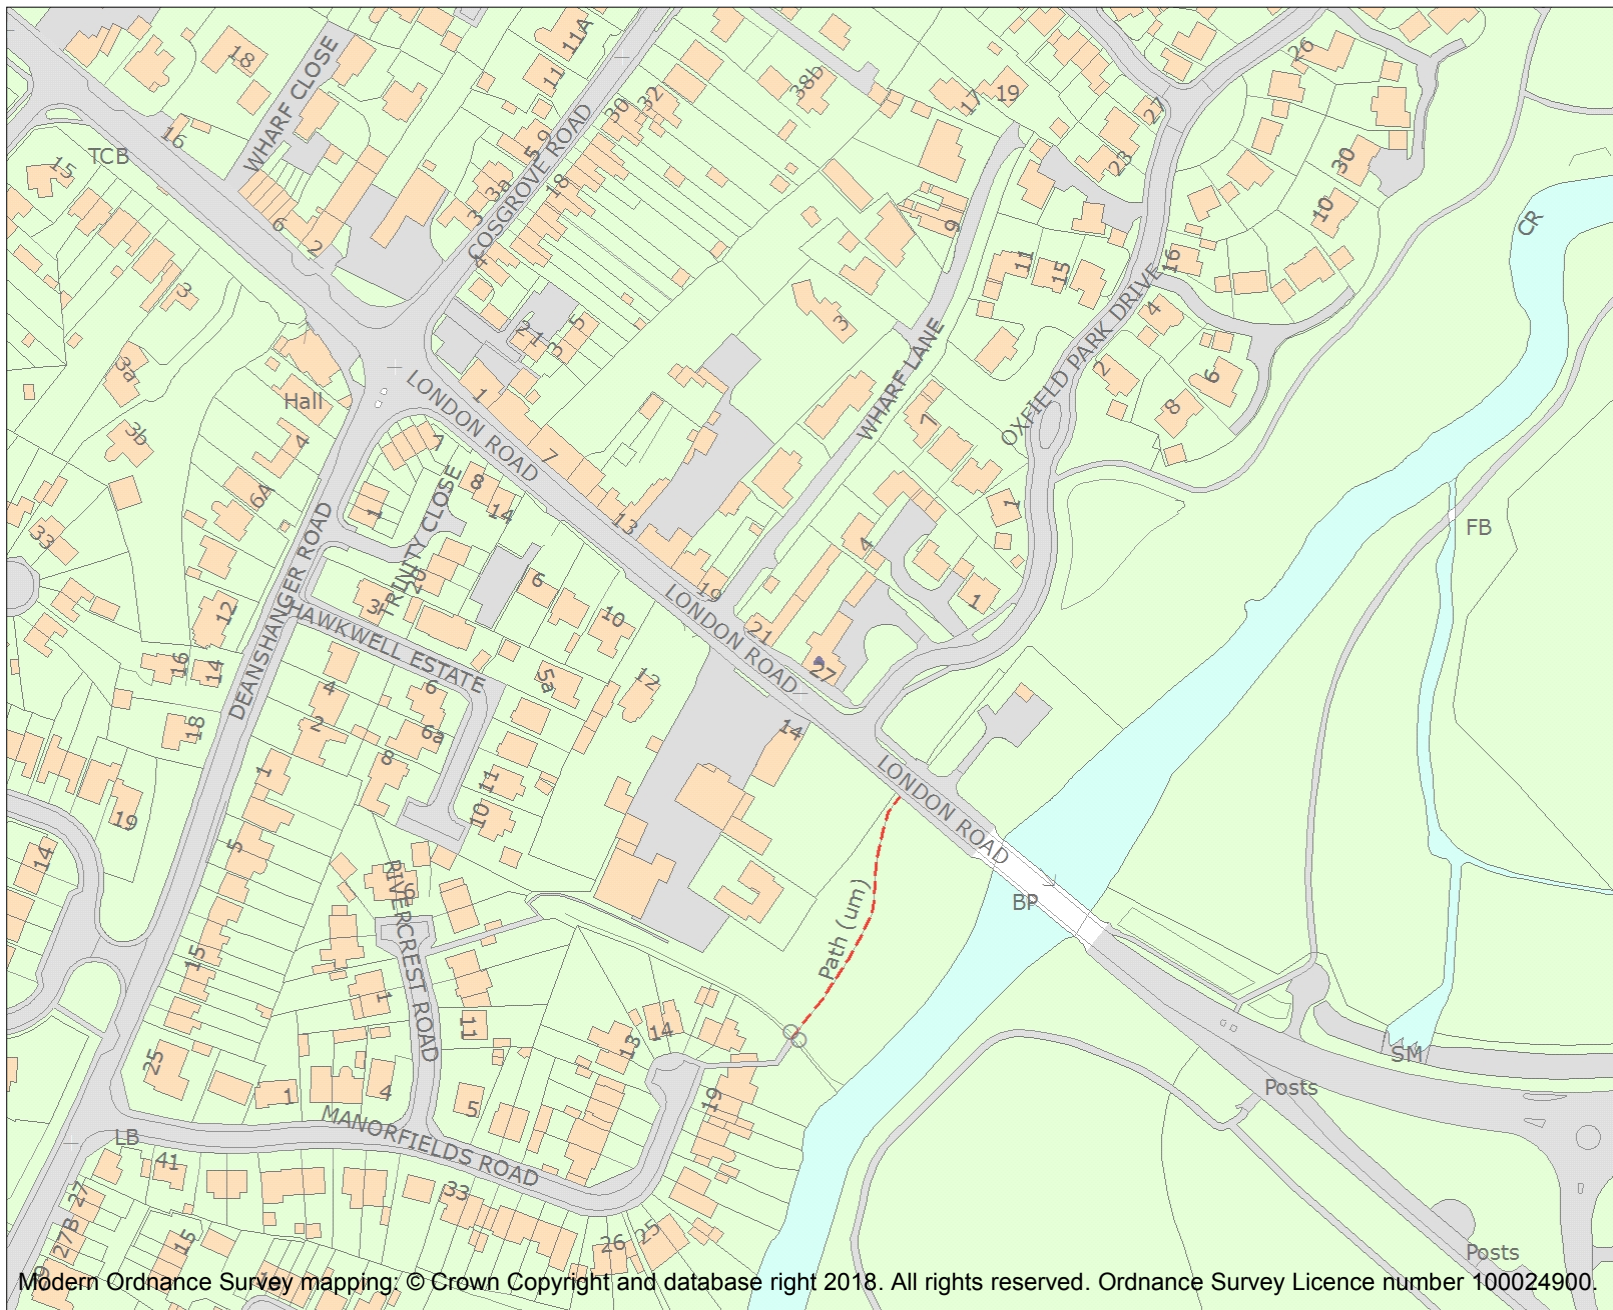 11A
18
WHARF CLOSE
11
38b
26
32
30
17
19
27
COSGROVE ROAD
16
TCB
9
5
15
23
30
3a
18
10
3
9
CR
6
2
4
11
15
16
3
OXFIELD PARK DRIVE
4
21
5
3
3
WHARF LANE
3a
2
6
LONDON ROAD
1
Hall
8
3b
4
7
7
7
8
6A
14
1
1
13
FB
33
DEANSHANGER ROAD
TRINITY CLOSE
4
20
6
19
LONDON ROAD
1
3
HAWKWELL ESTATE
12
10
21
16
14
5a
12
27
4
6
18
2
6a
14
8
1
11
LONDON ROAD
19
10
5
14
RIVERCREST ROAD
6
BP
Path (um)
15
1
11
13
14
SM
25
19
Posts
1
4
5
MANORFIELDS ROAD
LB
41
27
33
27B
15
26
25
Posts
Modern Ordnance Survey mapping: © Crown Copyright and database right 2018. All rights reserved. Ordnance Survey Licence number 100024900.